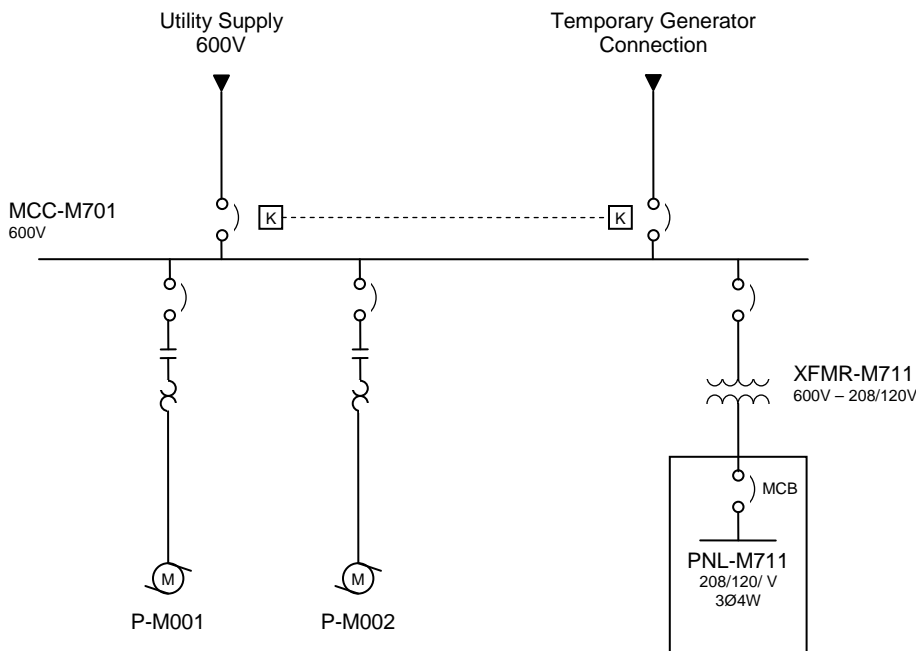 Utility Supply
600V
Temporary Generator
Connection
MCC-M701
600V
K
K
XFMR-M711
600V – 208/120V
MCB
PNL-M711
208/120/ V
3Ø4W
M
P-M001
M
P-M002